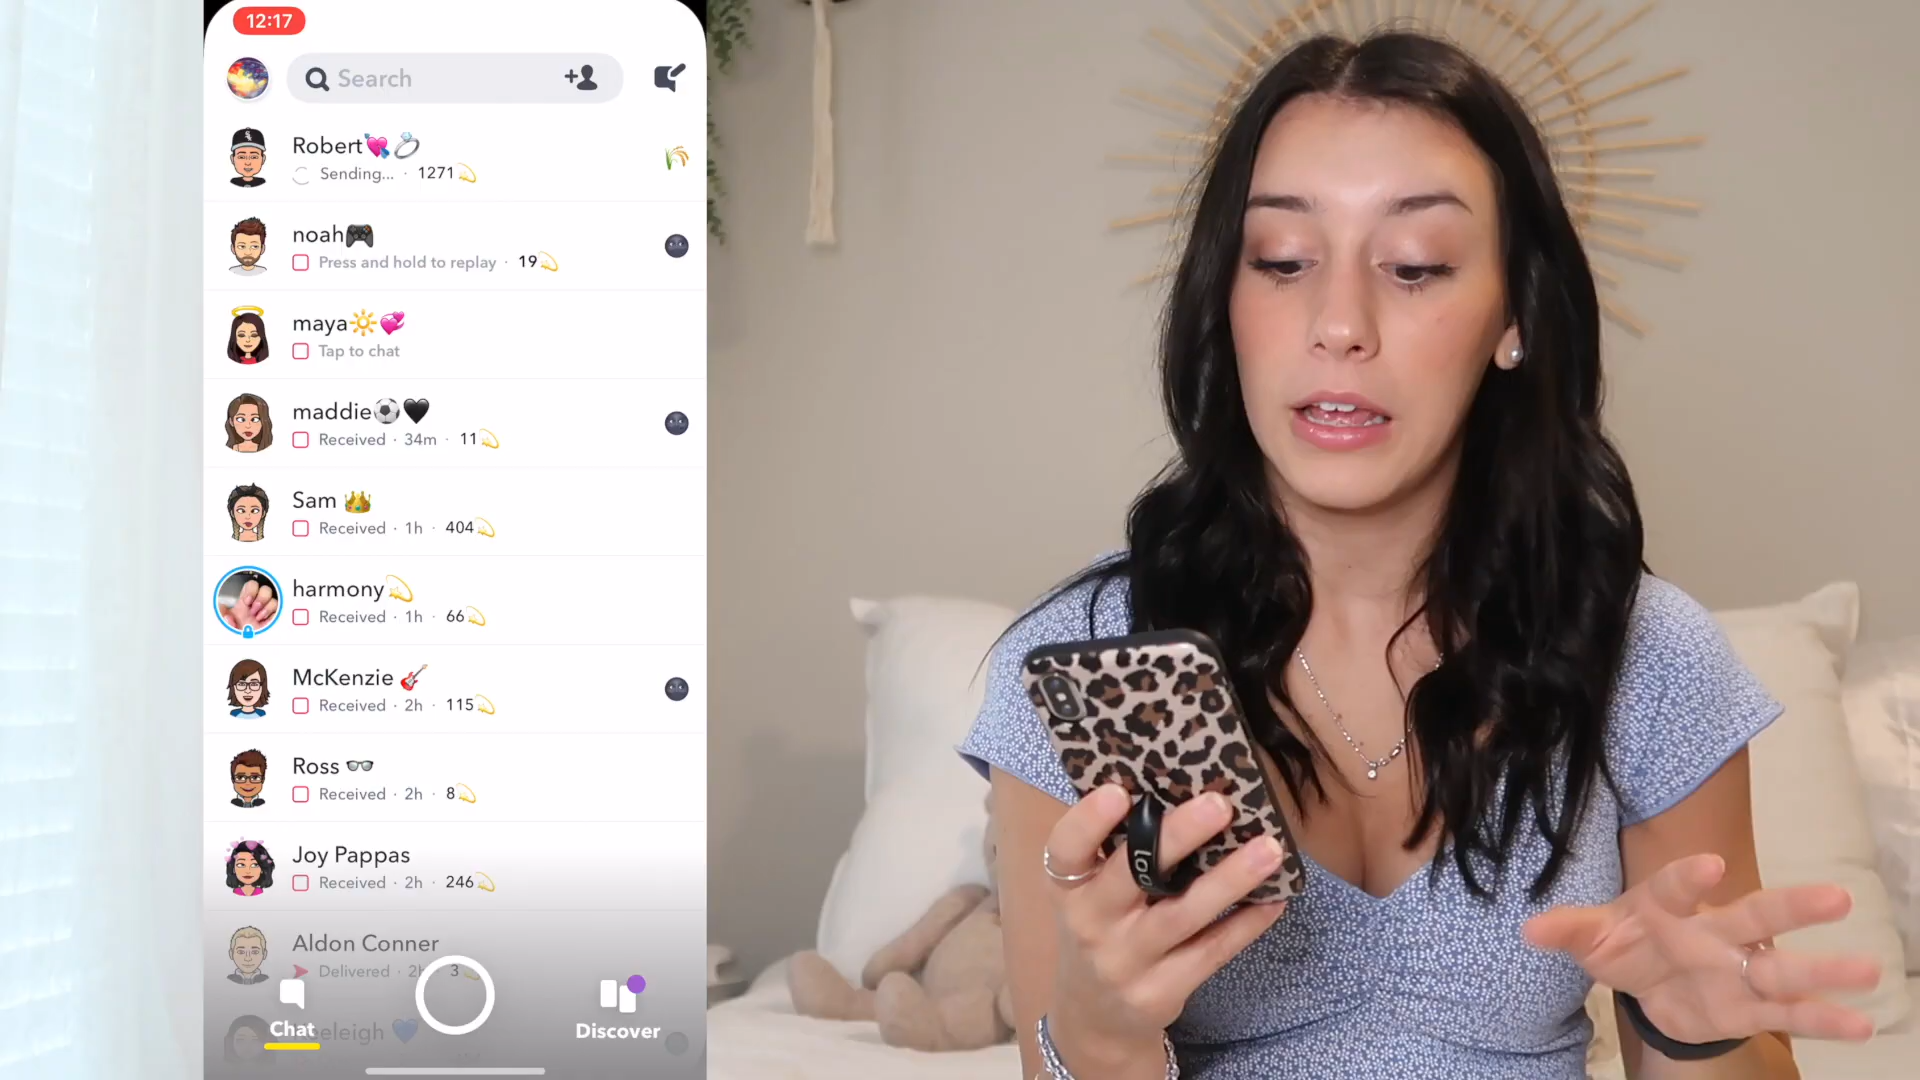 12:17
Search
Robert💘💍
Sending... · 1271💫
noah🎮
Press and hold to replay · 19💫
maya☀️💞
Tap to chat
maddie⚽🖤
Received · 34m · 11💫
Sam 👑
Received · 1h · 404💫
harmony💫
Received · 1h · 66💫
McKenzie 🎸
Received · 2h · 115💫
Ross 👓
Received · 2h · 8💫
Joy Pappas
Received · 2h · 246💫
Aldon Conner
Delivered · 2h 3
Chat
Discover